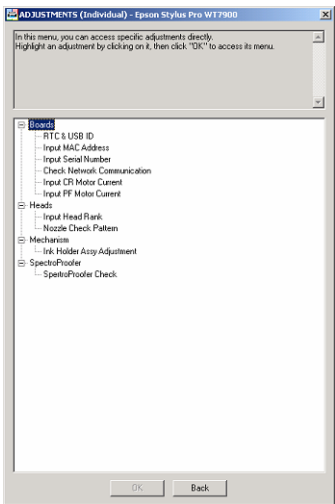 ADJUSTMENTS (Individual) - Epson Stylus Pro WT7900
In this menu, you can access specific adjustments directly.
Highlight an adjustment by clicking on it, then click "OK" to access its menu.
Boards
RTC & USB ID
Input MAC Address
Input Serial Number
Check Network Communication
Input CR Motor Current
Input PF Motor Current
Heads
Input Head Rank
Nozzle Check Pattern
Mechanism
Ink Holder Assy Adjustment
SpectroProofer
SpertroProofer Check
OK
Back